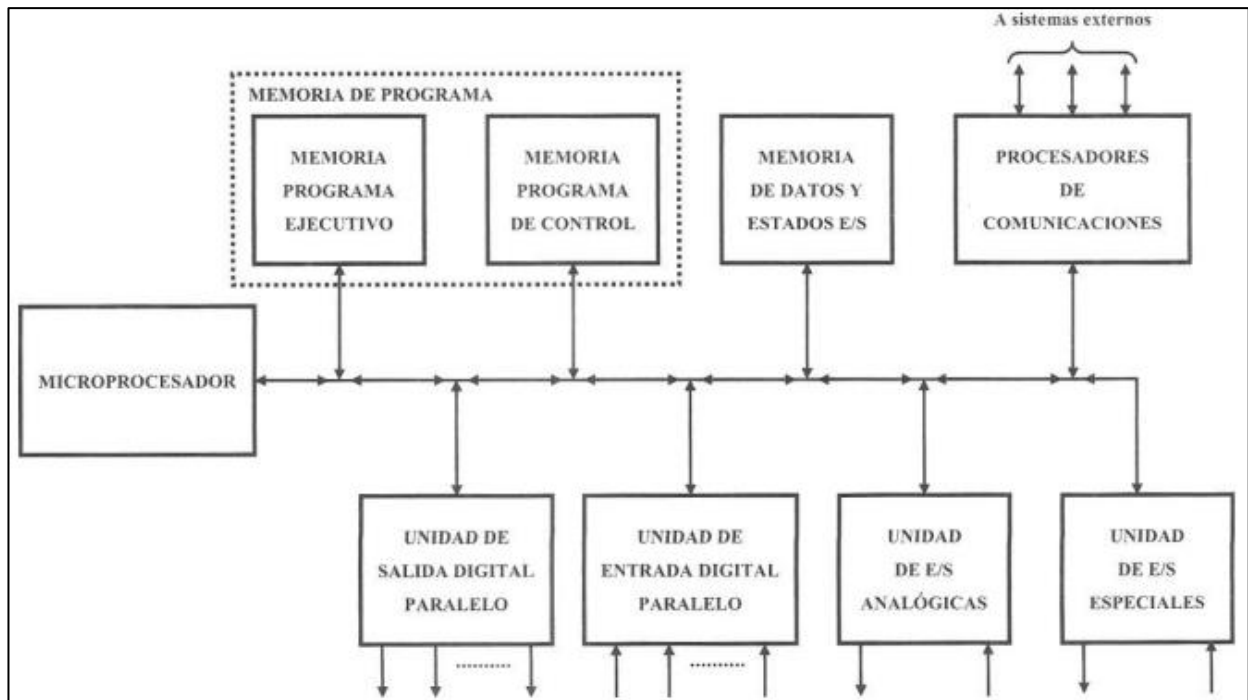 A sistemas externos
MEMORIA DE PROGRAMA
MEMORIA
PROGRAMA
EJECUTIVO
MEMORIA
PROGRAMA
DE CONTROL
MEMORIA
DE DATOS Y
ESTADOS E/S
PROCESADORES
DE
COMUNICACIONES
MICROPROCESADOR
UNIDAD DE
SALIDA DIGITAL
PARALELO
UNIDAD DE
ENTRADA DIGITAL
PARALELO
UNIDAD
DE E/S
ANALÓGICAS
UNIDAD
DE E/S
ESPECIALES